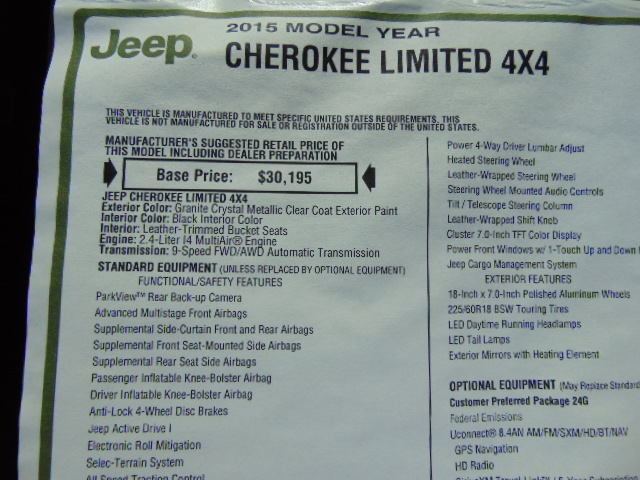 Jeep®
2015 MODEL YEAR
CHEROKEE LIMITED 4X4
THIS VEHICLE IS MANUFACTURED TO MEET SPECIFIC UNITED STATES REQUIREMENTS. THIS
VEHICLE IS NOT MANUFACTURED FOR SALE OR REGISTRATION OUTSIDE OF THE UNITED STATES.
MANUFACTURER'S SUGGESTED RETAIL PRICE OF
THIS MODEL INCLUDING DEALER PREPARATION
Base Price: $30,195
JEEP CHEROKEE LIMITED 4X4
Exterior Color: Granite Crystal Metallic Clear Coat Exterior Paint
Interior Color: Black Interior Color
Interior: Leather-Trimmed Bucket Seats
Engine: 2.4-Liter I4 MultiAir® Engine
Transmission: 9-Speed FWD/AWD Automatic Transmission
STANDARD EQUIPMENT (UNLESS REPLACED BY OPTIONAL EQUIPMENT)
FUNCTIONAL/SAFETY FEATURES
ParkView™ Rear Back-up Camera
Advanced Multistage Front Airbags
Supplemental Side-Curtain Front and Rear Airbags
Supplemental Front Seat-Mounted Side Airbags
Supplemental Rear Seat Side Airbags
Passenger Inflatable Knee-Bolster Airbag
Driver Inflatable Knee-Bolster Airbag
Anti-Lock 4-Wheel Disc Brakes
Jeep Active Drive I
Electronic Roll Mitigation
Selec-Terrain System
All Speed Traction Control
Power 4-Way Driver Lumbar Adjust
Heated Steering Wheel
Leather-Wrapped Steering Wheel
Steering Wheel Mounted Audio Controls
Tilt / Telescope Steering Column
Leather-Wrapped Shift Knob
Cluster 7.0-Inch TFT Color Display
Power Front Windows w/ 1-Touch Up and Down
Jeep Cargo Management System
EXTERIOR FEATURES
18-Inch x 7.0-Inch Polished Aluminum Wheels
225/60R18 BSW Touring Tires
LED Daytime Running Headlamps
LED Tail Lamps
Exterior Mirrors with Heating Element
OPTIONAL EQUIPMENT (May Replace Standard
Customer Preferred Package 24G
Federal Emissions
Uconnect® 8.4AN AM/FM/SXM/HD/BT/NAV
GPS Navigation
HD Radio